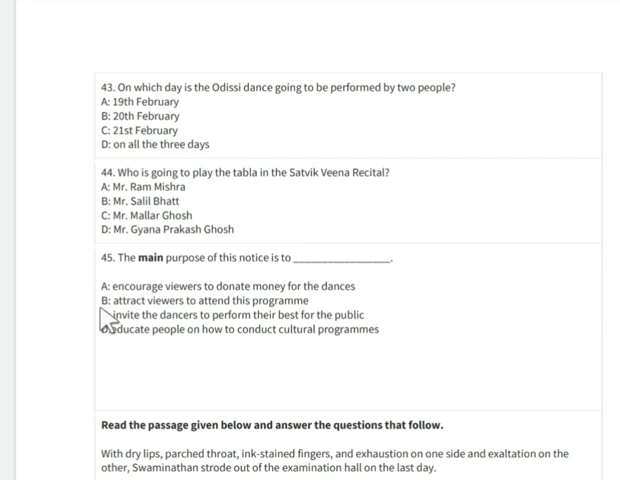 43. On which day is the Odissi dance going to be performed by two people?
A: 19th February
B: 20th February
C: 21st February
D: on all the three days
44. Who is going to play the tabla in the Satvik Veena Recital?
A: Mr. Ram Mishra
B: Mr. Salil Bhatt
C: Mr. Mallar Ghosh
D: Mr. Gyana Prakash Ghosh
45. The main purpose of this notice is to _________________.
A: encourage viewers to donate money for the dances
B: attract viewers to attend this programme
invite the dancers to perform their best for the public
educate people on how to conduct cultural programmes
Read the passage given below and answer the questions that follow.
With dry lips, parched throat, ink-stained fingers, and exhaustion on one side and exaltation on the
other, Swaminathan strode out of the examination hall on the last day.